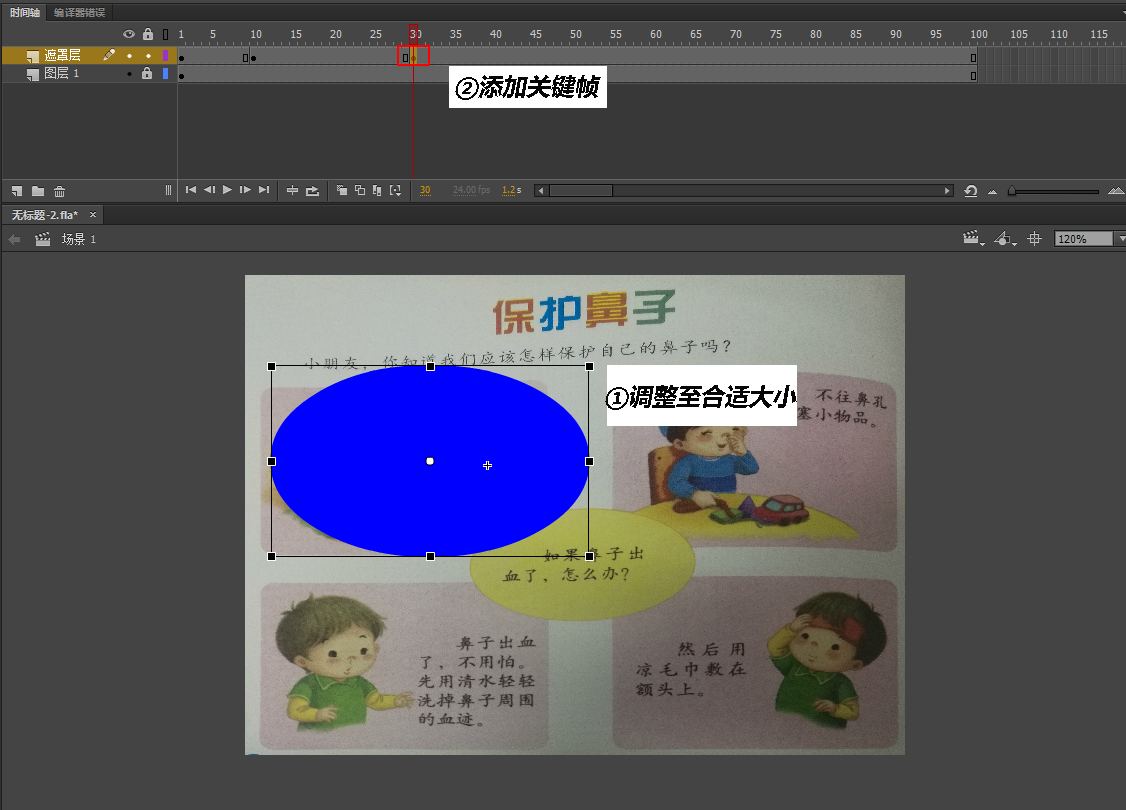 时间轴 编译器错误
1 5 10 15 20 25 30 35 40 45 50 55 60 65 70 75 80 85 90 95 100 105 110 115
遮罩层
图层 1
②添加关键帧
30 24.00 fps 1.2 s
无标题-2.fla* ×
场景 1
120%
保护鼻子
小朋友，你知道我们应该怎样保护自己的鼻子吗？
①调整至合适大小
不往鼻孔
塞小物品。
如果鼻子出
血了，怎么办？
鼻子出血
了，不用怕。
先用清水轻轻
洗掉鼻子周围
的血迹。
然后用
凉毛巾敷在
额头上。